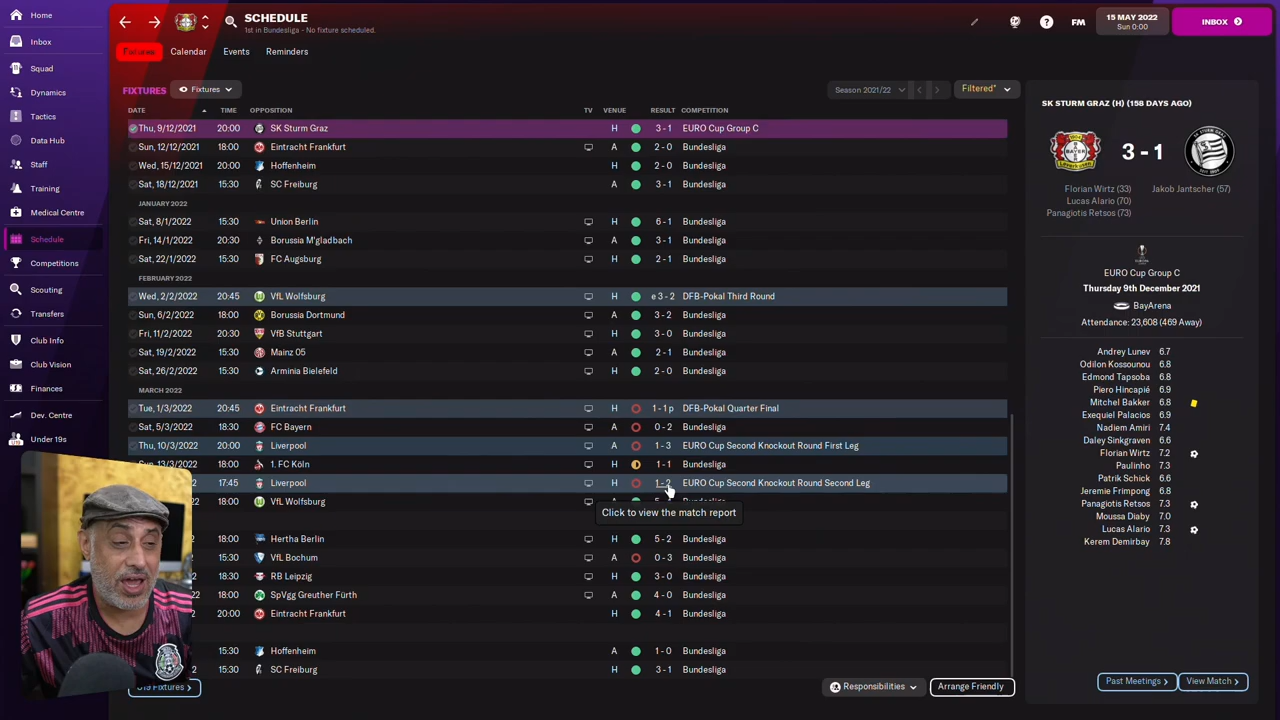 Home
Inbox
Squad
Dynamics
Tactics
Data Hub
Staff
Training
Medical Centre
Schedule
Competitions
Scouting
Transfers
Club Info
Club Vision
Finances
Dev. Centre
Under 19s
SCHEDULE
1st in Bundesliga - No fixture scheduled.
FM
15 MAY 2022
Sun 0:00
INBOX
Fixtures Calendar Events Reminders
FIXTURES Fixtures
Season 2021/22
Filtered*
DATE TIME OPPOSITION TV VENUE RESULT COMPETITION
Thu, 9/12/2021 20:00 SK Sturm Graz H 3 - 1 EURO Cup Group C
Sun, 12/12/2021 18:00 Eintracht Frankfurt A 2 - 0 Bundesliga
Wed, 15/12/2021 20:00 Hoffenheim H 2 - 0 Bundesliga
Sat, 18/12/2021 15:30 SC Freiburg A 3 - 1 Bundesliga
JANUARY 2022
Sat, 8/1/2022 15:30 Union Berlin H 6 - 1 Bundesliga
Fri, 14/1/2022 20:30 Borussia M'gladbach A 3 - 1 Bundesliga
Sat, 22/1/2022 15:30 FC Augsburg H 2 - 1 Bundesliga
FEBRUARY 2022
Wed, 2/2/2022 20:45 VfL Wolfsburg H e 3 - 2 DFB-Pokal Third Round
Sun, 6/2/2022 18:00 Borussia Dortmund A 3 - 2 Bundesliga
Fri, 11/2/2022 20:30 VfB Stuttgart H 3 - 0 Bundesliga
Sat, 19/2/2022 15:30 Mainz 05 A 2 - 1 Bundesliga
Sat, 26/2/2022 15:30 Arminia Bielefeld H 2 - 0 Bundesliga
MARCH 2022
Tue, 1/3/2022 20:45 Eintracht Frankfurt H 1 - 1 p DFB-Pokal Quarter Final
Sat, 5/3/2022 15:30 FC Bayern A 0 - 2 Bundesliga
Thu, 10/3/2022 20:00 Liverpool A 1 - 3 EURO Cup Second Knockout Round First Leg
Sun, 13/3/2022 18:00 1. FC Köln H 1 - 1 Bundesliga
17:45 Liverpool H 1 - 2 EURO Cup Second Knockout Round Second Leg
18:00 VfL Wolfsburg
Click to view the match report
18:00 Hertha Berlin H 5 - 2 Bundesliga
15:30 VfL Bochum A 0 - 3 Bundesliga
18:30 RB Leipzig H 3 - 0 Bundesliga
18:00 SpVgg Greuther Fürth A 4 - 0 Bundesliga
20:00 Eintracht Frankfurt H 4 - 1 Bundesliga
15:30 Hoffenheim A 1 - 0 Bundesliga
15:30 SC Freiburg H 3 - 1 Bundesliga
U19 Fixtures
Responsibilities
Arrange Friendly
SK STURM GRAZ (H) (158 DAYS AGO)
3 - 1
Florian Wirtz (33)
Lucas Alario (70)
Panagiotis Retsos (73)
Jakob Jantscher (57)
EURO Cup Group C
Thursday 9th December 2021
BayArena
Attendance: 23,608 (469 Away)
Andrey Lunev 6.7
Odilon Kossounou 6.8
Edmond Tapsoba 6.8
Piero Hincapié 6.9
Mitchel Bakker 6.8
Exequiel Palacios 6.9
Nadiem Amiri 7.4
Daley Sinkgraven 6.6
Florian Wirtz 7.2
Paulinho 7.3
Patrik Schick 6.6
Jeremie Frimpong 6.8
Panagiotis Retsos 7.3
Moussa Diaby 7.0
Lucas Alario 7.3
Kerem Demirbay 7.8
Past Meetings
View Match